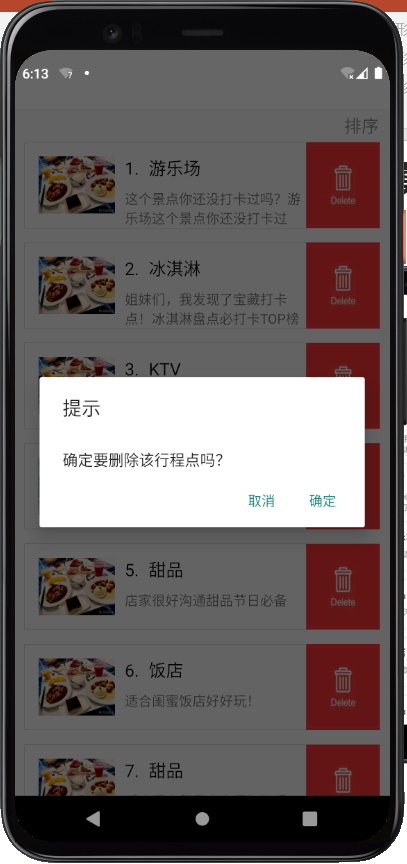 6:13
排序
1. 游乐场
这个景点你还没打卡过吗？游
乐场这个景点你还没打卡过
Delete
2. 冰淇淋
姐妹们，我发现了宝藏打卡
点！冰淇淋盘点必打卡TOP榜
Delete
3. KTV
提示
确定要删除该行程点吗?
取消
确定
5. 甜品
店家很好沟通甜品节日必备
Delete
6. 饭店
适合闺蜜饭店好好玩！
Delete
7. 甜品